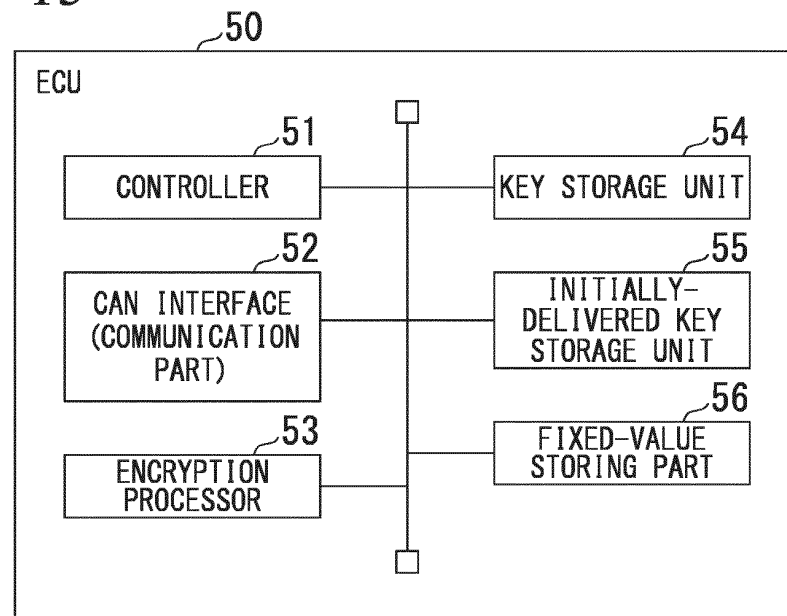 50
ECU
51
CONTROLLER
54
KEY STORAGE UNIT
52
CAN INTERFACE
(COMMUNICATION
PART)
55
INITIALLY-
DELIVERED KEY
STORAGE UNIT
53
ENCRYPTION
PROCESSOR
56
FIXED-VALUE
STORING PART